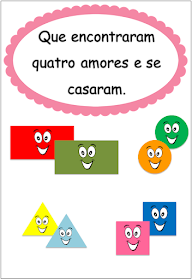 Que encontraram
quatro amores e se
casaram.